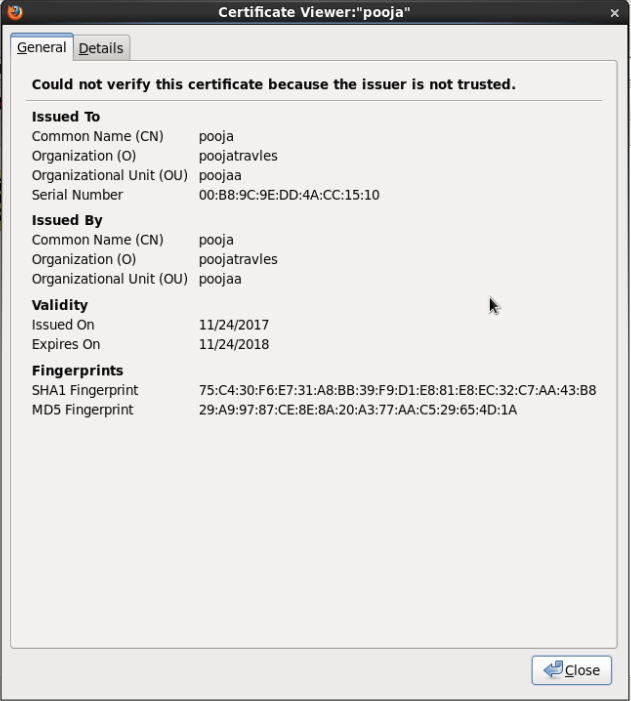 Certificate Viewer:"pooja"
General Details
Could not verify this certificate because the issuer is not trusted.
Issued To
Common Name (CN) pooja
Organization (O) poojatravles
Organizational Unit (OU) poojaa
Serial Number 00:B8:9C:9E:DD:4A:CC:15:10
Issued By
Common Name (CN) pooja
Organization (O) poojatravles
Organizational Unit (OU) poojaa
Validity
Issued On 11/24/2017
Expires On 11/24/2018
Fingerprints
SHA1 Fingerprint 75:C4:30:F6:E7:31:A8:BB:39:F9:D1:E8:81:E8:EC:32:C7:AA:43:B8
MD5 Fingerprint 29:A9:97:87:CE:8E:8A:20:A3:77:AA:C5:29:65:4D:1A
Close